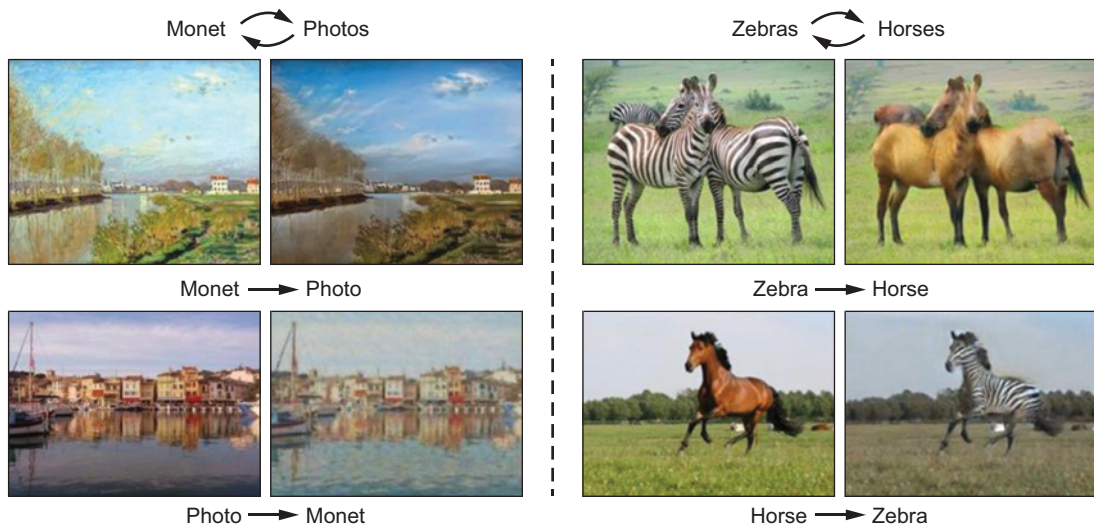 Monet Photos
Zebras Horses
Monet Photo
Zebra Horse
Photo Monet
Horse Zebra